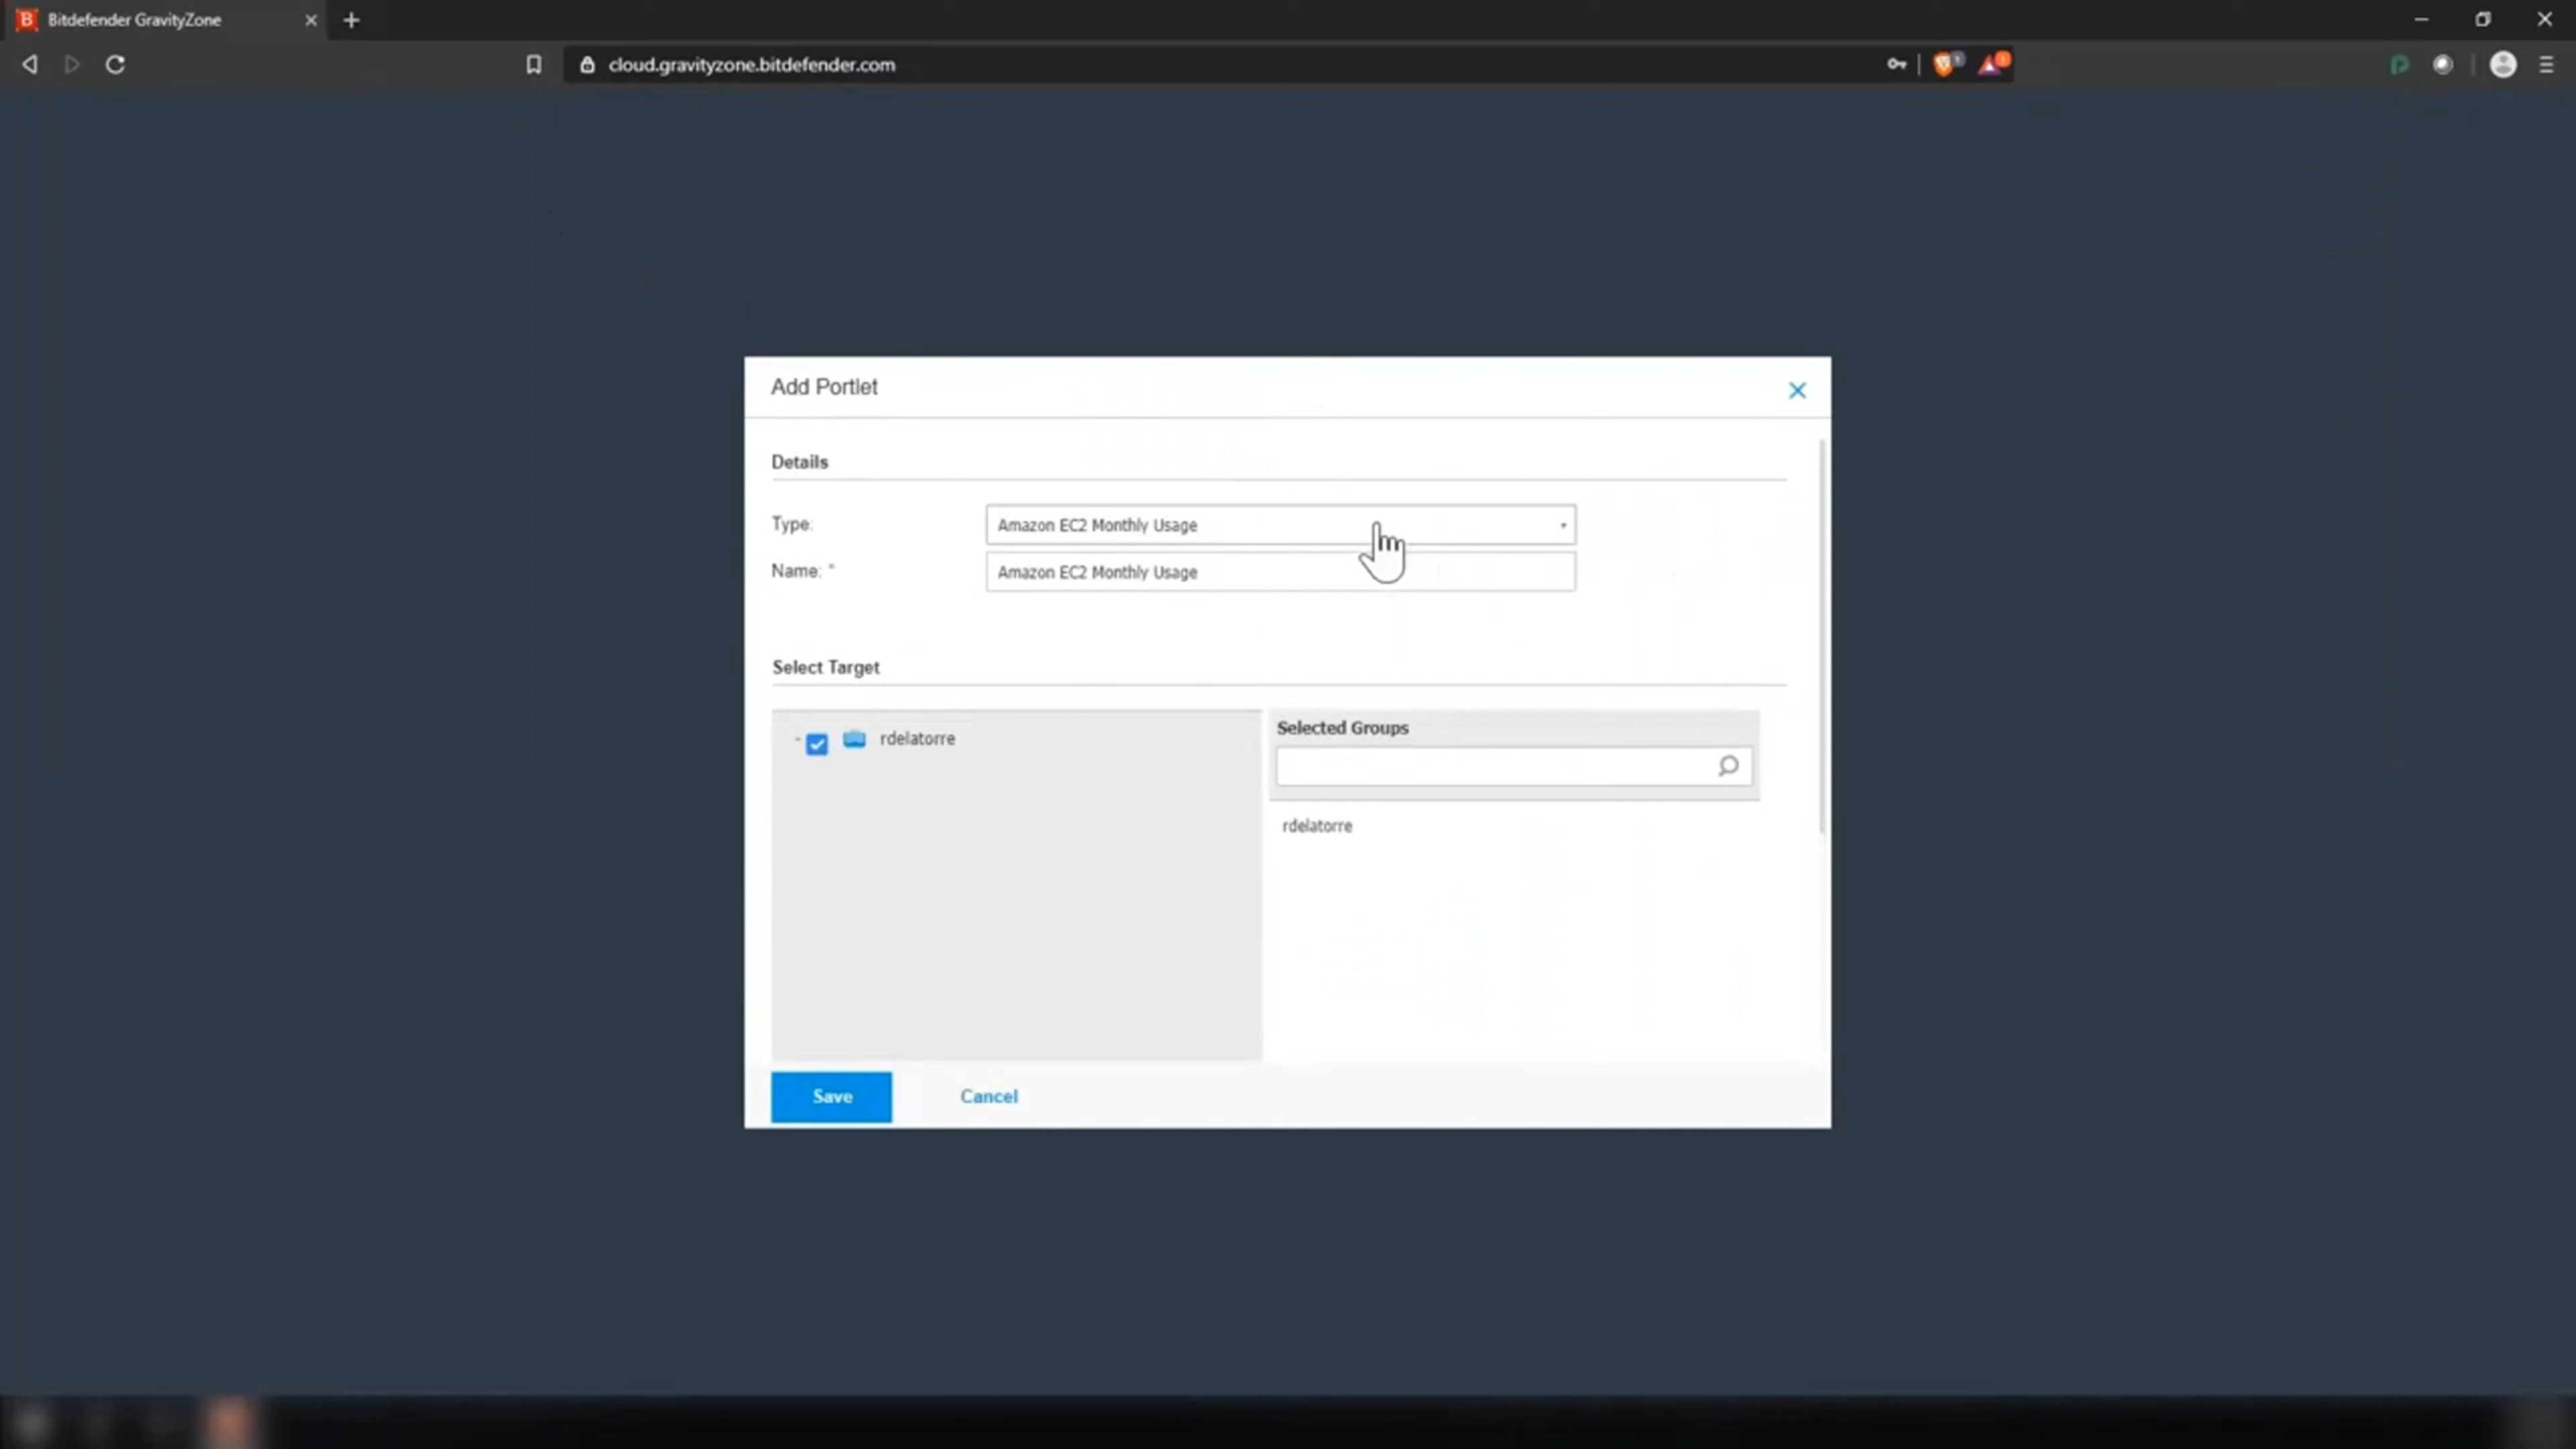 Bitdefender GravityZone
cloud.gravityzone.bitdefender.com
Add Portlet
Details
Type:
Amazon EC2 Monthly Usage
Name: *
Amazon EC2 Monthly Usage
Select Target
rdelatorre
Selected Groups
rdelatorre
Save
Cancel